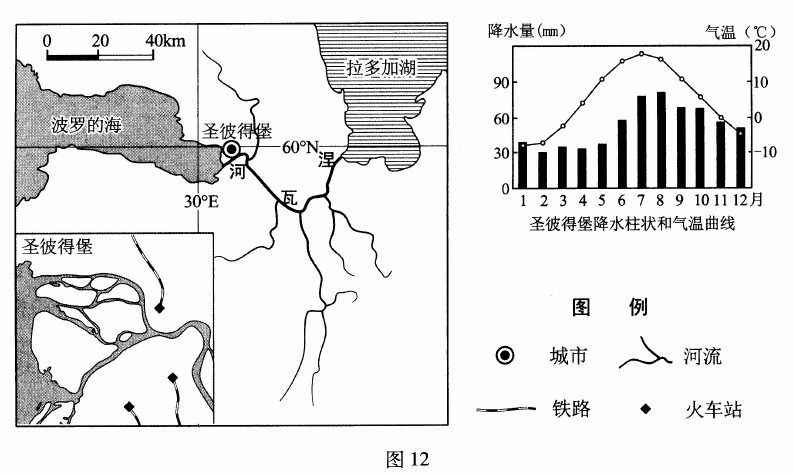 0 20 40km
拉多加湖
波罗的海
圣彼得堡
60°N
涅
河
瓦
30°E
圣彼得堡
降水量(mm) 气温(℃)
90
60
30
0
20
10
0
−10
1 2 3 4 5 6 7 8 9 10 11 12月
圣彼得堡降水柱状和气温曲线
图 例
城市 河流
铁路 火车站
图12